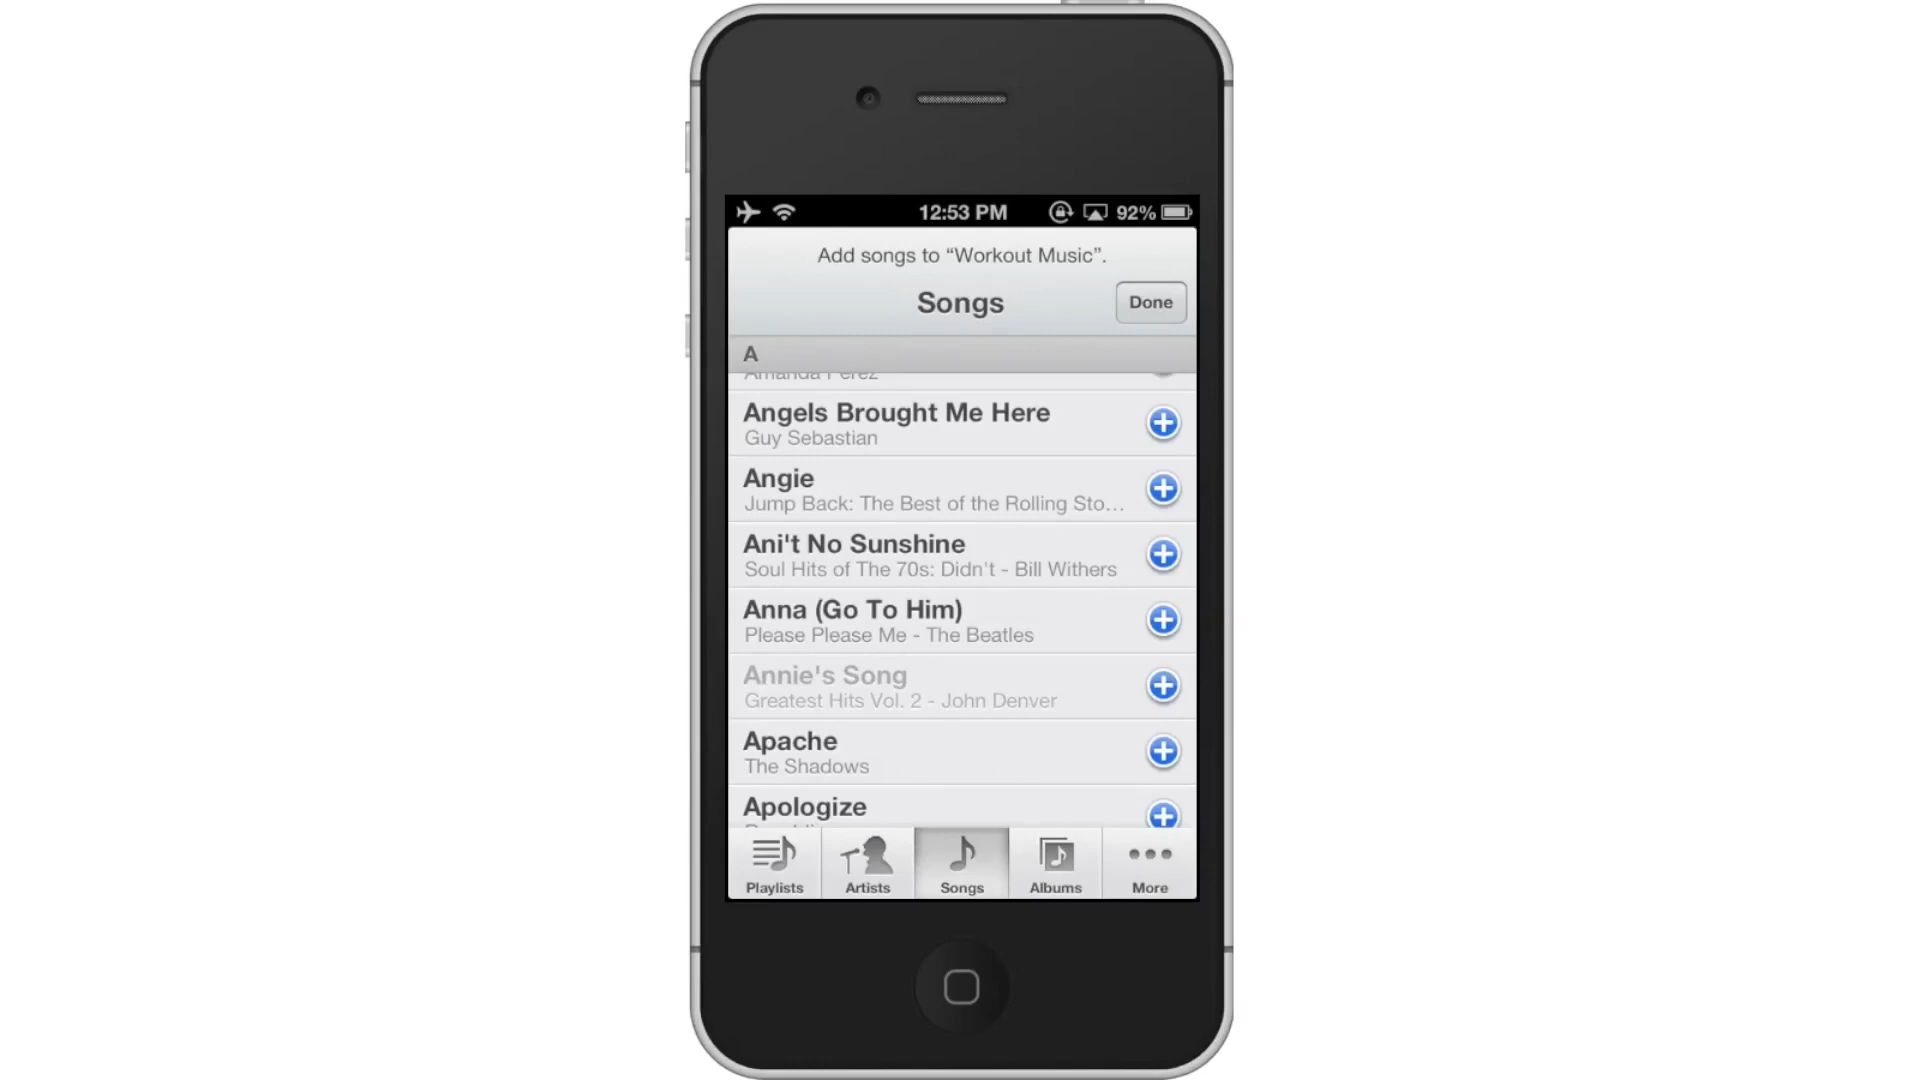 12:53 PM 92%
Add songs to “Workout Music”.
Songs
Done
A
Amanda Perez
Angels Brought Me Here
Guy Sebastian
Angie
Jump Back: The Best of the Rolling Sto…
Ani't No Sunshine
Soul Hits of The 70s: Didn't - Bill Withers
Anna (Go To Him)
Please Please Me - The Beatles
Annie's Song
Greatest Hits Vol. 2 - John Denver
Apache
The Shadows
Apologize
Playlists
Artists
Songs
Albums
More